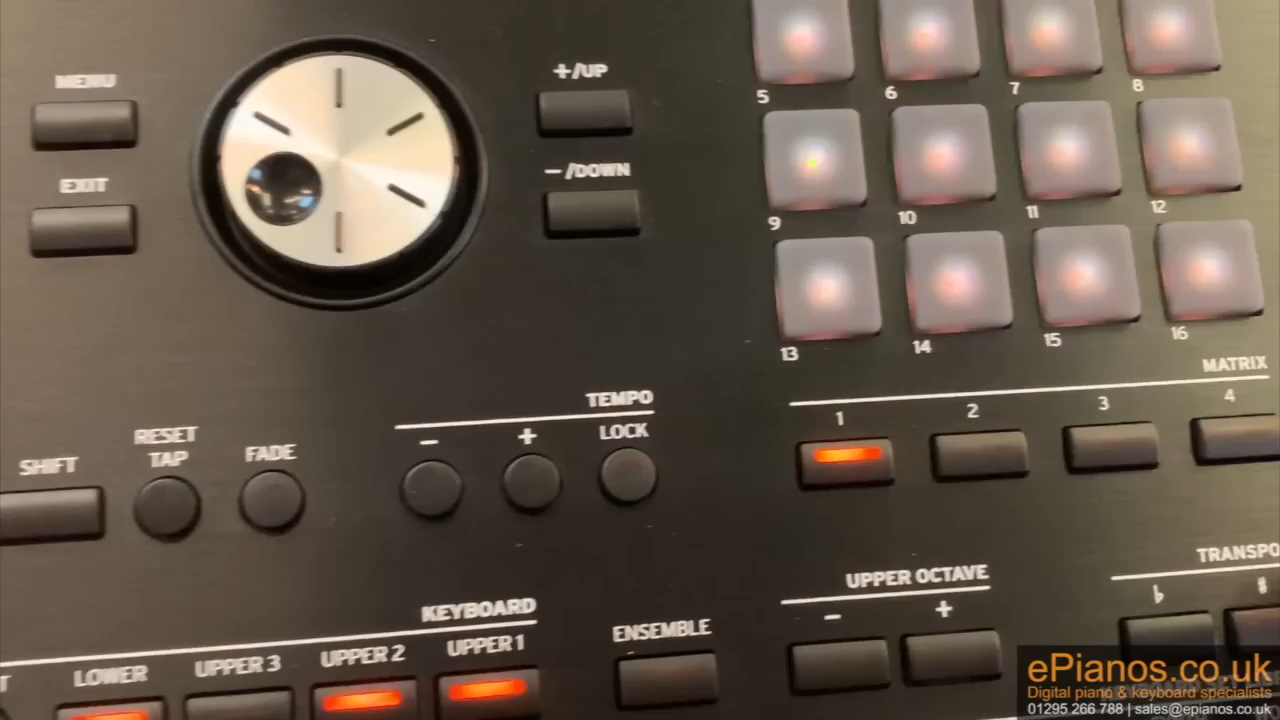 MENU
+/UP
5
6
7
8
EXIT
-/DOWN
9
10
11
12
13
14
15
16
MATRIX
1
2
3
4
TEMPO
- + LOCK
RESET
TAP
FADE
SHIFT
TRANSPO
♭ #
UPPER OCTAVE
- +
KEYBOARD
ENSEMBLE
T
LOWER
UPPER 3
UPPER 2
UPPER 1
ePianos.co.uk
Digital piano & keyboard specialists
01295 266 788 | sales@epianos.co.uk